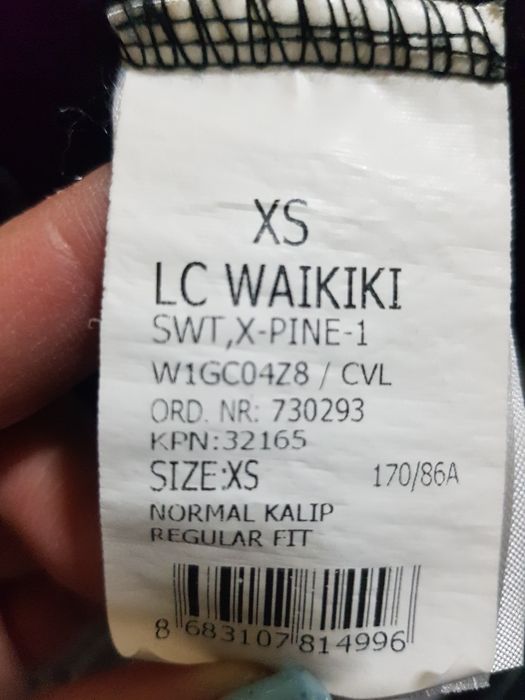 XS
LC WAIKIKI
SWT,X-PINE-1
W1GC04Z8 / CVL
ORD. NR: 730293
KPN:32165
SIZE:XS 170/86A
NORMAL KALIP
REGULAR FIT
8 683107 814996